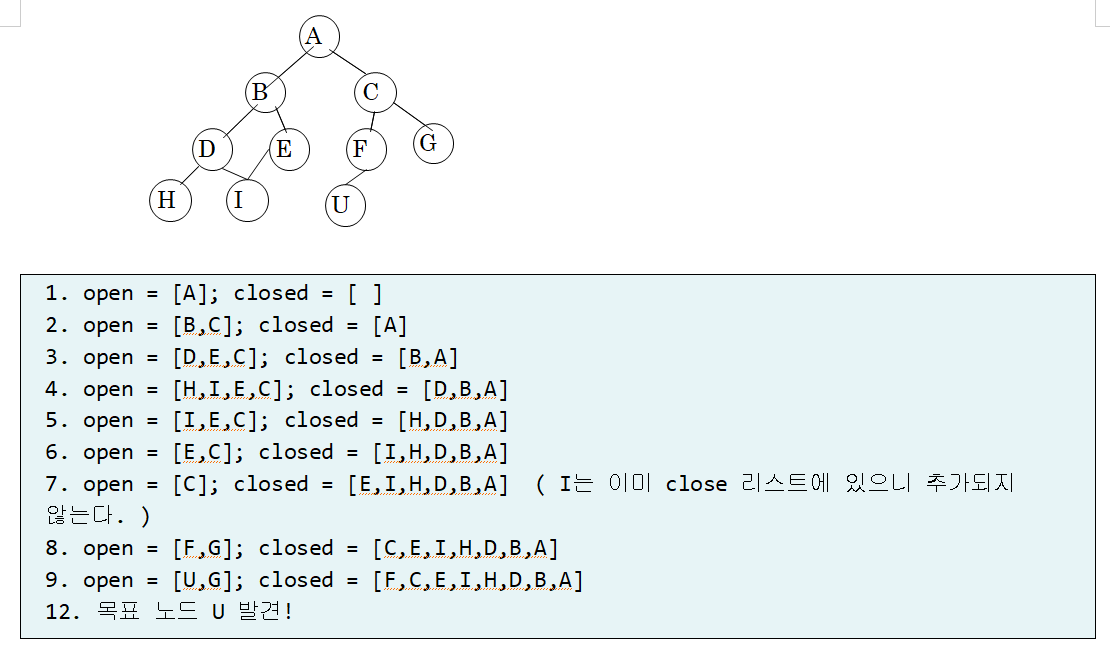 A
B
C
D
E
F
G
H
I
U
1. open = [A]; closed = [ ]
2. open = [B,C]; closed = [A]
3. open = [D,E,C]; closed = [B,A]
4. open = [H,I,E,C]; closed = [D,B,A]
5. open = [I,E,C]; closed = [H,D,B,A]
6. open = [E,C]; closed = [I,H,D,B,A]
7. open = [C]; closed = [E,I,H,D,B,A] ( I는 이미 close 리스트에 있으니 추가되지
않는다. )
8. open = [F,G]; closed = [C,E,I,H,D,B,A]
9. open = [U,G]; closed = [F,C,E,I,H,D,B,A]
12. 목표 노드 U 발견!